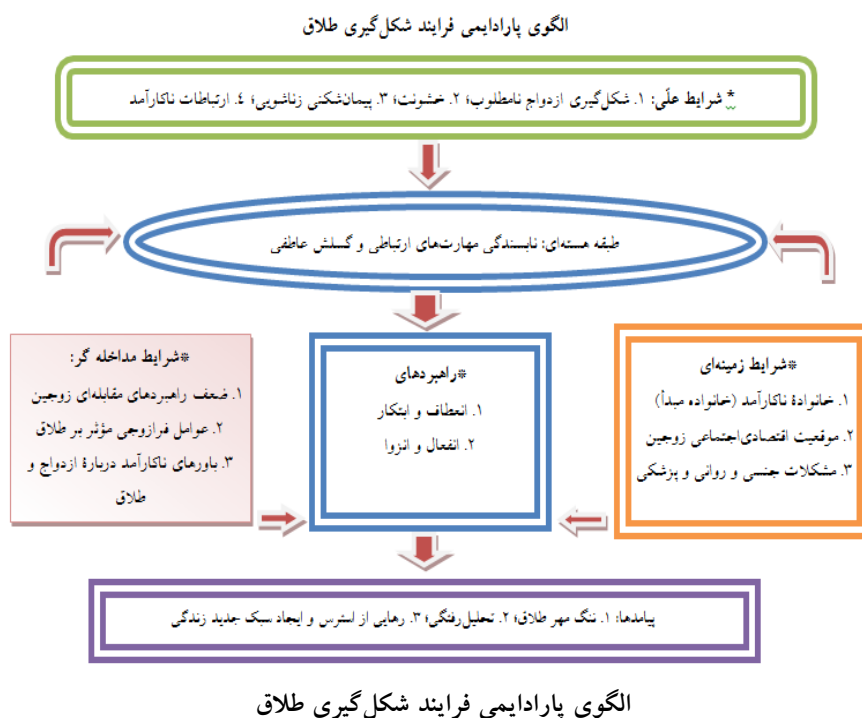 الگوی پارادایمی فرایند شکل‌گیری طلاق
* شرایط علّی: ۱. شکل‌گیری ازدواج نامطلوب؛ ۲. خشونت؛ ۳. پیمان‌شکنی زناشویی؛ ٤. ارتباطات ناکارآمد
طبقه هسته‌ای: نابسندگی مهارت‌های ارتباطی و گسلش عاطفی
*شرایط زمینه‌ای
۱. خانوادۀ ناکارآمد (خانواده مبدأ)
۲. موقعیت اقتصادی‌اجتماعی زوجین
۳. مشکلات جنسی و روانی و پزشکی
*راهبردهای
۱. انعطاف و ابتکار
۲. انفعال و انزوا
*شرایط مداخله گر:
۱. ضعف راهبردهای مقابله‌ای زوجین
۲. عوامل فرازوجی مؤثر بر طلاق
۳. باورهای ناکارآمد دربارۀ ازدواج و
طلاق
پیامدها: ۱. ننگ مهر طلاق؛ ۲. تحلیل‌رفتگی؛ ۳. رهایی از استرس و ایجاد سبک جدید زندگی
الگوی پارادایمی فرایند شکل‌گیری طلاق